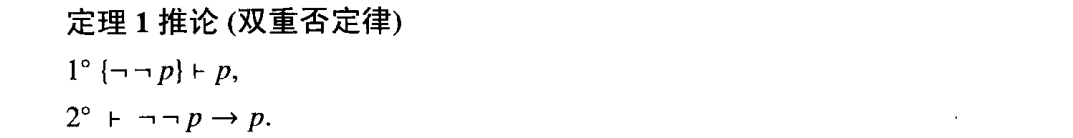 定理 1 推论 (双重否定律)
1° {¬ ¬ p} ⊢ p,
2° ⊢ ¬ ¬ p → p.